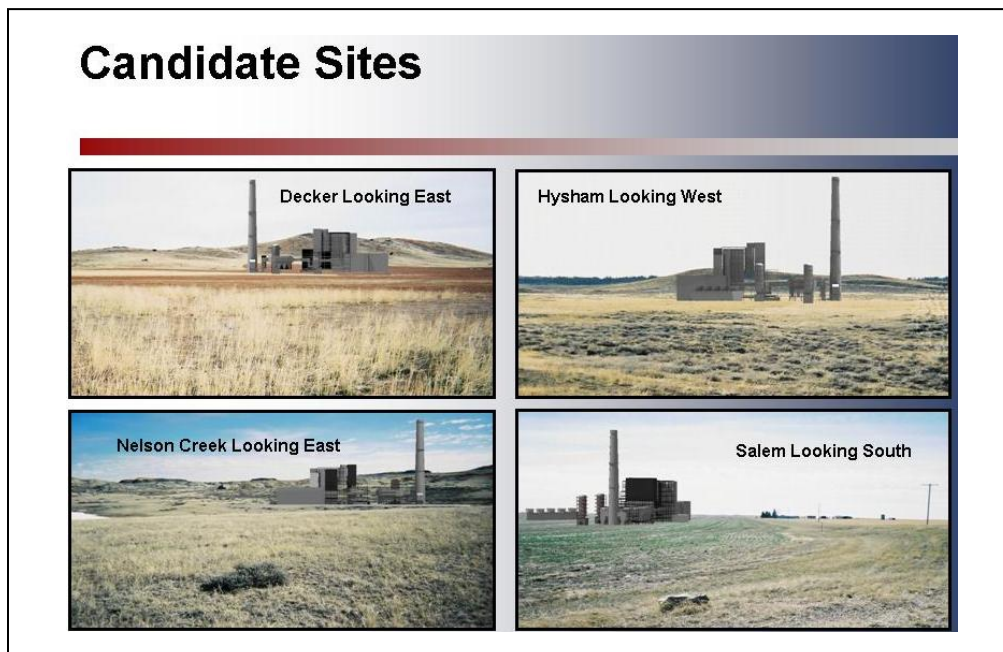 Candidate Sites
Decker Looking East
Hysham Looking West
Nelson Creek Looking East
Salem Looking South